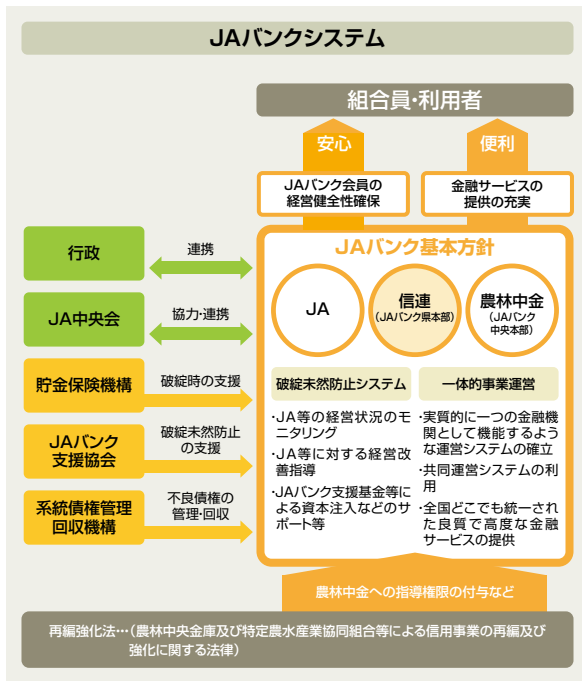 JAバンクシステム
組合員・利用者
安心
便利
JAバンク会員の
経営健全性確保
金融サービスの
提供の充実
行政
連携
JA中央会
協力・連携
貯金保険機構
破綻時の支援
JAバンク
支援協会
破綻未然防止
の支援
系統債権管理
回収機構
不良債権の
管理・回収
JAバンク基本方針
JA
信連
（JAバンク県本部）
農林中金
（JAバンク
中央本部）
破綻未然防止システム
・JA等の経営状況のモ
ニタリング
・JA等に対する経営改
善指導
・JAバンク支援基金等に
よる資本注入などのサ
ポート等
一体的事業運営
・実質的に一つの金融機
関として機能するよう
な運営システムの確立
・共同運営システムの利
用
・全国どこでも統一され
た良質で高度な金融
サービスの提供
農林中金への指導権限の付与など
再編強化法…（農林中央金庫及び特定農水産業協同組合等による信用事業の再編及び
強化に関する法律）